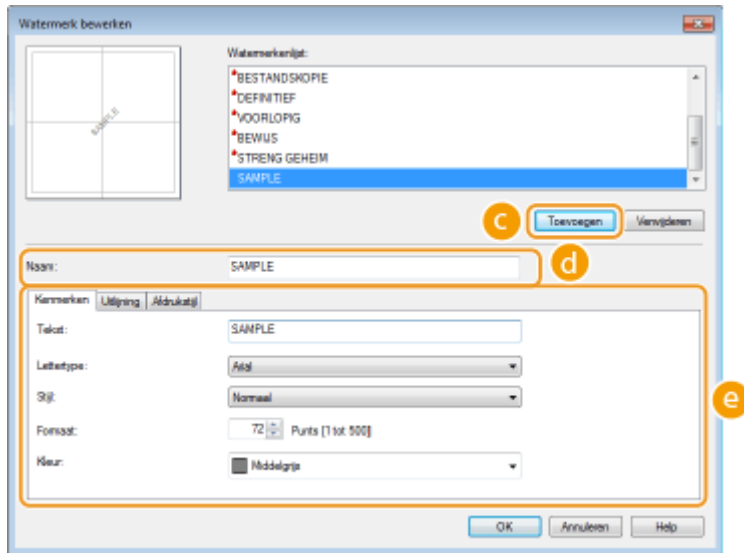 Watermerk bewerken
Watermerkenlijst:
*BESTANDSKOPIE
*DEFINITIEF
*VOORLOPIG
*BEWIJS
*STRENG GEHEIM
SAMPLE
SAMPLE
c
Toevoegen
Verwijderen
d
Naam:
SAMPLE
Kenmerken Uitlijning Afdrukstijl
Tekst:
SAMPLE
Lettertype:
Arial
Stijl:
Normaal
Formaat:
72 Punts [1 tot 500]
Kleur:
Middelgrijs
e
OK Annuleren Help